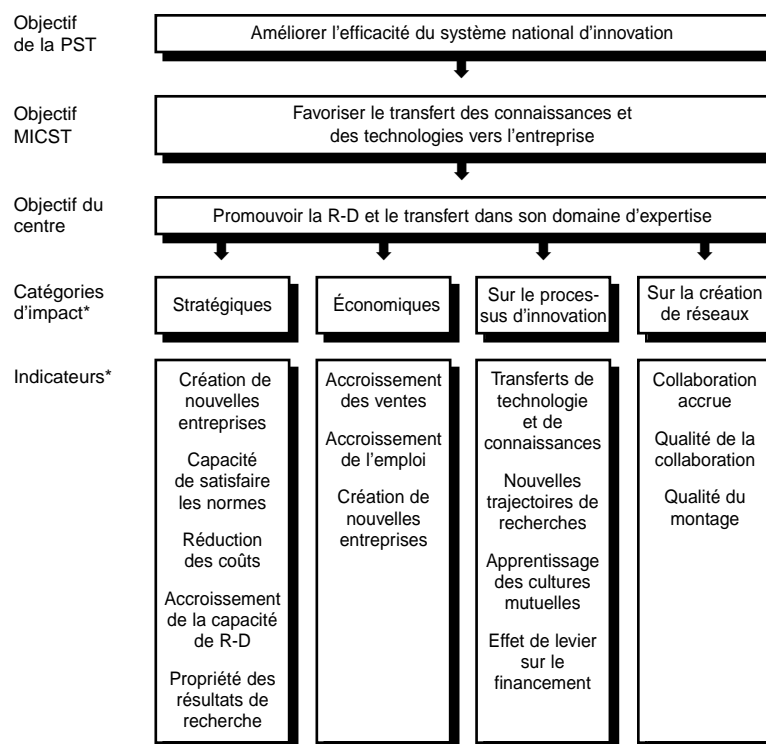 Objectif
de la PST
Améliorer l'efficacité du système national d'innovation
Objectif
MICST
Favoriser le transfert des connaissances et
des technologies vers l'entreprise
Objectif du
centre
Promouvoir la R-D et le transfert dans son domaine d'expertise
Catégories
d'impact*
Stratégiques
Économiques
Sur le proces-
sus d'innovation
Sur la création
de réseaux
Indicateurs*
Création de
nouvelles
entreprises
Capacité
de satisfaire
les normes
Réduction
des coûts
Accroissement
de la capacité
de R-D
Propriété des
résultats de
recherche
Accroissement
des ventes
Accroissement
de l'emploi
Création de
nouvelles
entreprises
Transferts de
technologie
et de
connaissances
Nouvelles
trajectoires de
recherches
Apprentissage
des cultures
mutuelles
Effet de levier
sur le
financement
Collaboration
accrue
Qualité de la
collaboration
Qualité du
montage